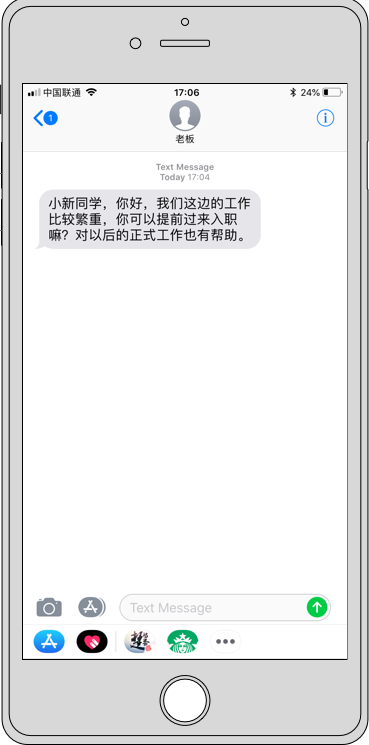 中国联通
17:06
24%
1
老板
Text Message
Today 17:04
小新同学，你好，我们这边的工作
比较繁重，你可以提前过来入职
嘛？对以后的正式工作也有帮助。
Text Message